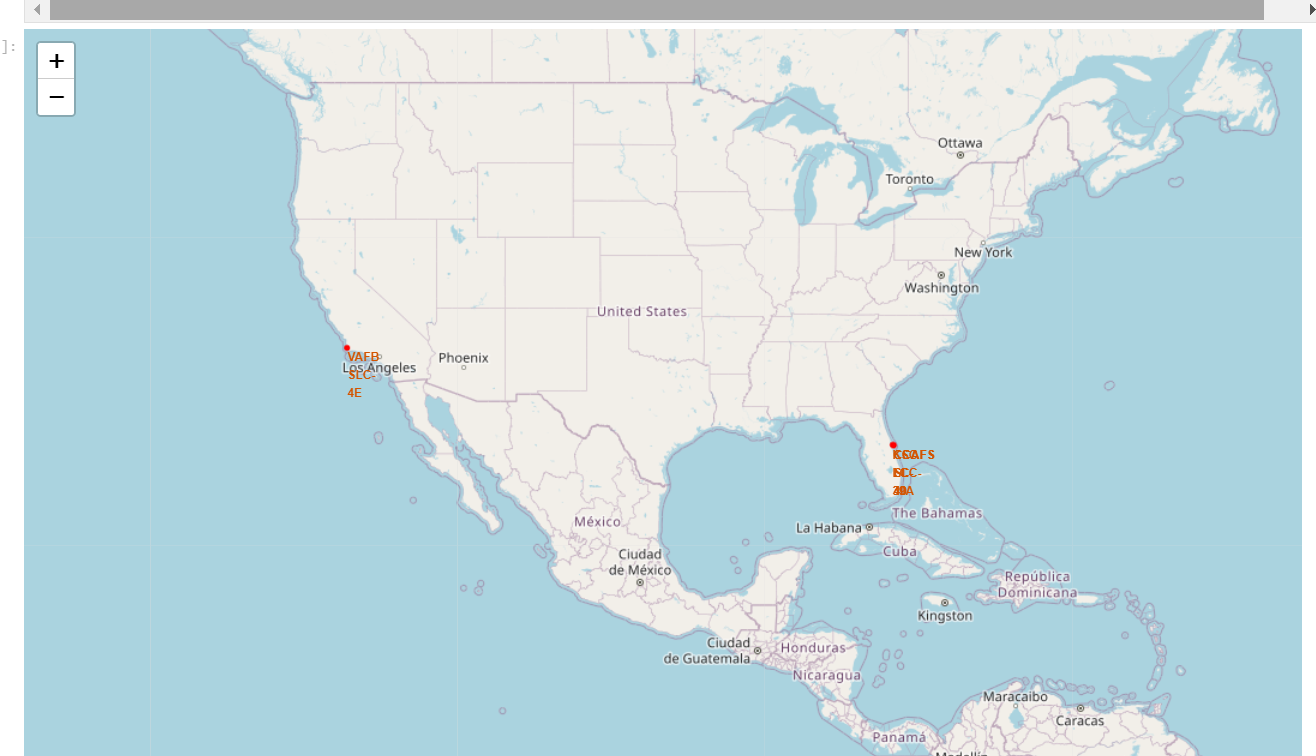 ]:
+
−
Ottawa
Toronto
New York
Washington
United States
VAFB
Los Angeles
SLC-
4E
Phoenix
The Bahamas
La Habana
Cuba
México
Ciudad
de México
República
Dominicana
Kingston
Ciudad
de Guatemala
Honduras
Nicaragua
Maracaibo
Caracas
Panamá